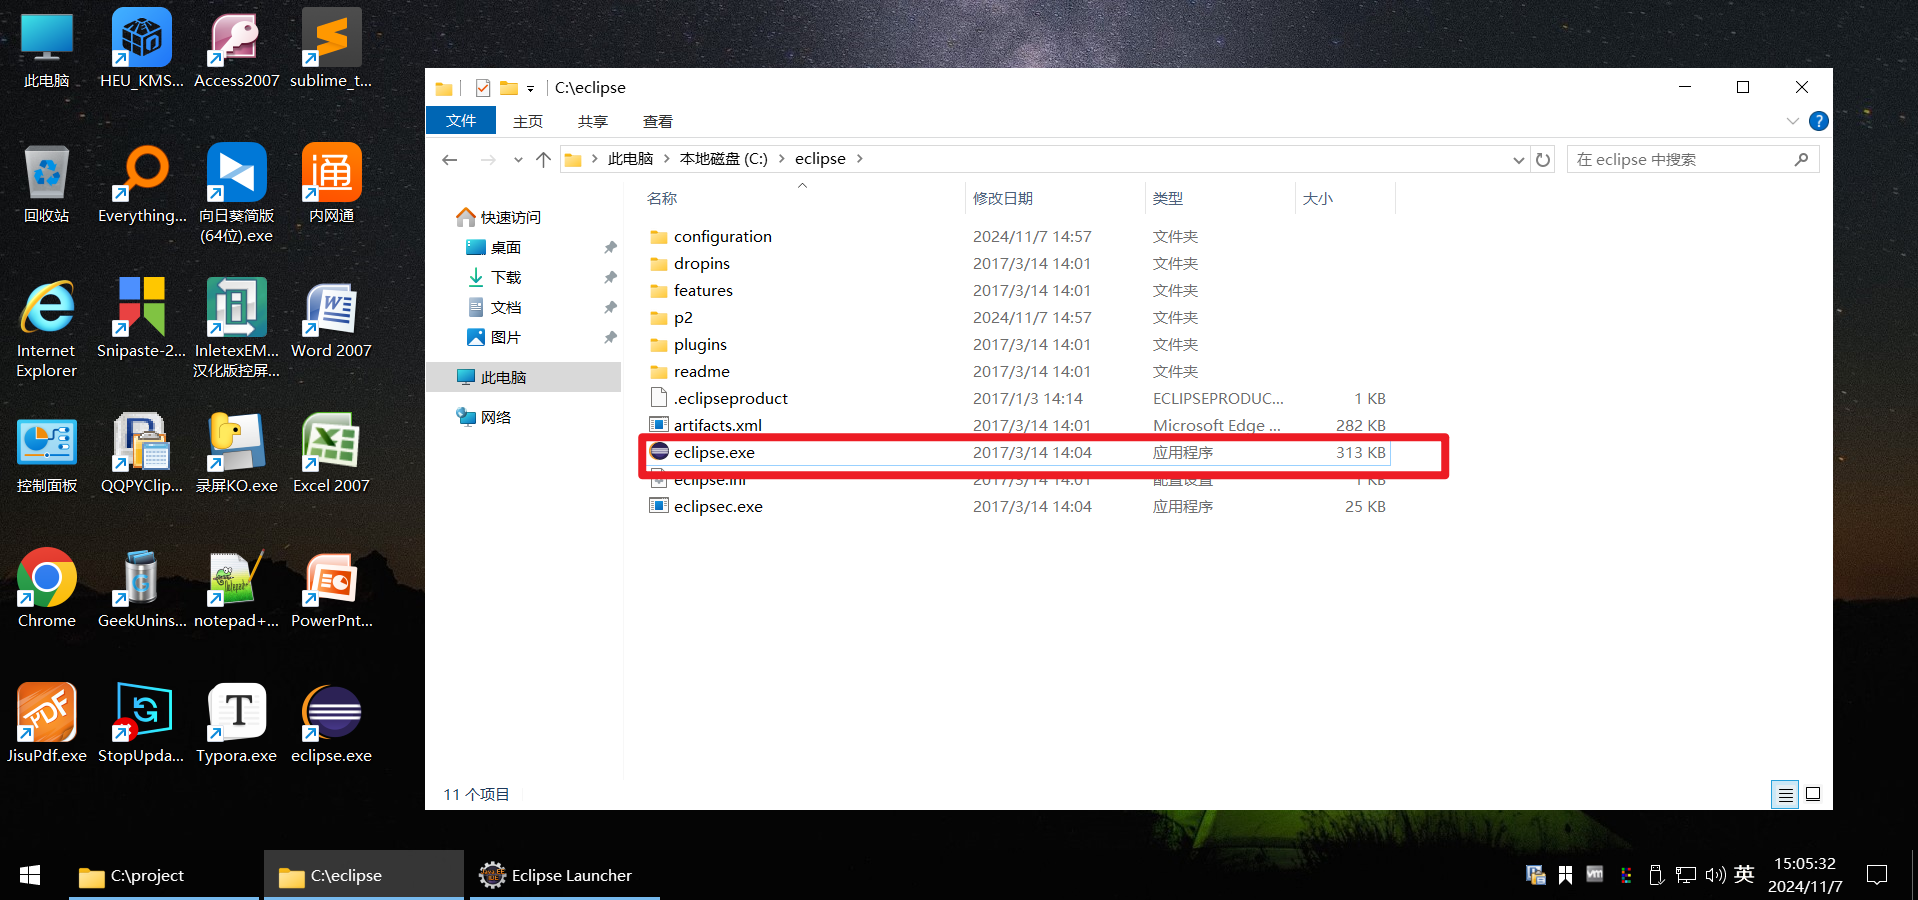 此电脑
HEU_KMS...
Access2007
sublime_t...
回收站
Everything...
向日葵简版
(64位).exe
内网通
Internet
Explorer
Snipaste-2...
InletexEM...
汉化版控屏...
Word 2007
控制面板
QQPYClip...
录屏KO.exe
Excel 2007
Chrome
GeekUnins...
notepad+...
PowerPnt...
JisuPdf.exe
StopUpda...
Typora.exe
eclipse.exe
C:\eclipse
文件 主页 共享 查看
此电脑 本地磁盘 (C:) eclipse
在 eclipse 中搜索
快速访问
桌面
下载
文档
图片
此电脑
网络
名称 修改日期 类型 大小
configuration 2024/11/7 14:57 文件夹
dropins 2017/3/14 14:01 文件夹
features 2017/3/14 14:01 文件夹
p2 2024/11/7 14:57 文件夹
plugins 2017/3/14 14:01 文件夹
readme 2017/3/14 14:01 文件夹
.eclipseproduct 2017/1/3 14:14 ECLIPSEPRODUC... 1 KB
artifacts.xml 2017/3/14 14:01 Microsoft Edge ... 282 KB
eclipse.exe 2017/3/14 14:04 应用程序 313 KB
eclipse.ini 2017/3/14 14:01 配置设置 1 KB
eclipsec.exe 2017/3/14 14:04 应用程序 25 KB
11 个项目
C:\project
C:\eclipse
Eclipse Launcher
英
15:05:32
2024/11/7